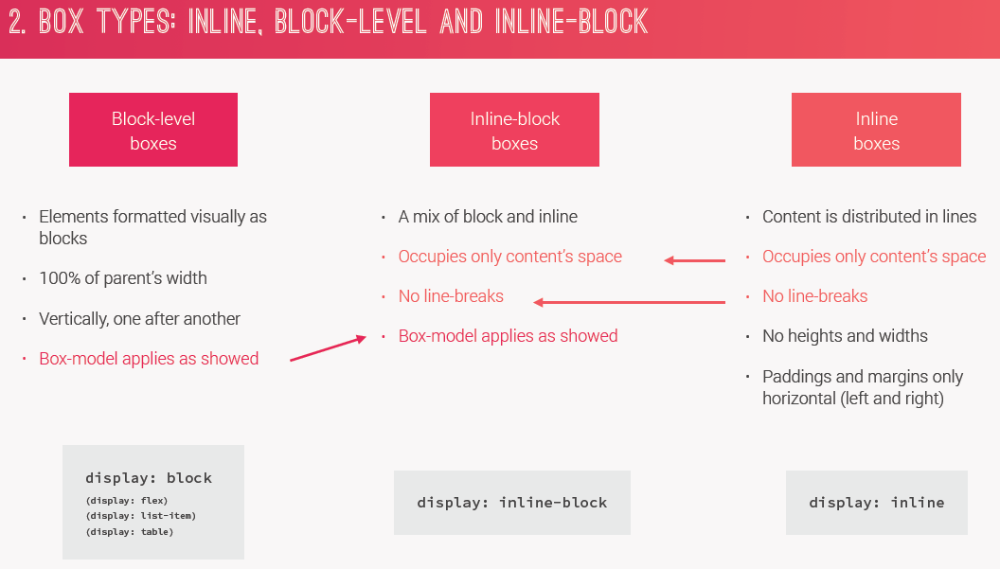 2. BOX TYPES: INLINE, BLOCK-LEVEL AND INLINE-BLOCK
Block-level
boxes
• Elements formatted visually as
blocks
• 100% of parent's width
• Vertically, one after another
• Box-model applies as showed
display: block
(display: flex)
(display: list-item)
(display: table)
Inline-block
boxes
• A mix of block and inline
• Occupies only content's space
• No line-breaks
• Box-model applies as showed
display: inline-block
Inline
boxes
• Content is distributed in lines
• Occupies only content's space
• No line-breaks
• No heights and widths
• Paddings and margins only
horizontal (left and right)
display: inline